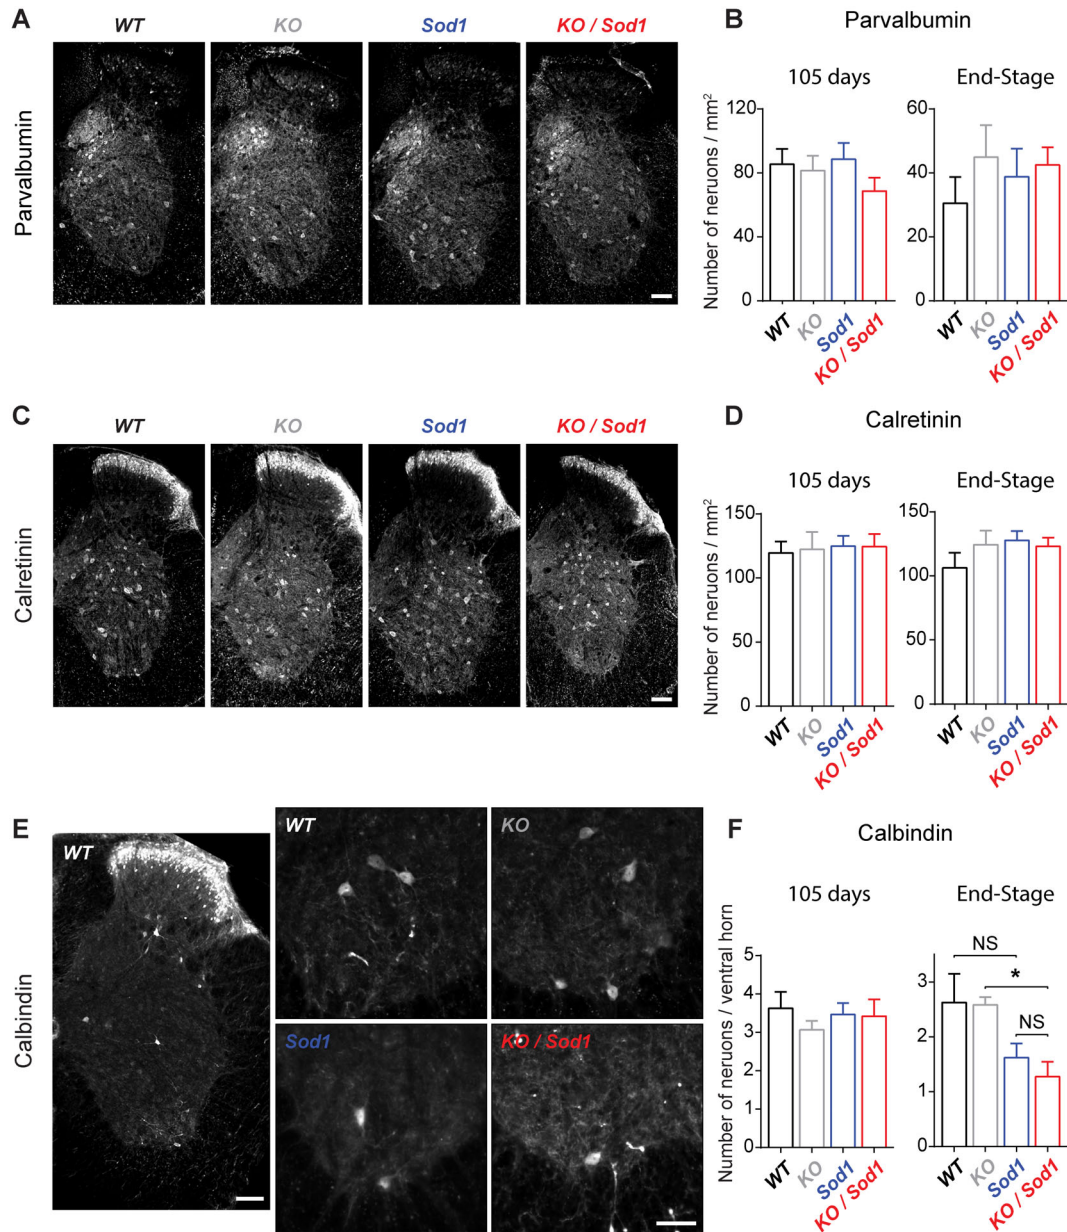 A
WT
KO
Sod1
KO / Sod1
Parvalbumin
B
Parvalbumin
105 days
End-Stage
Number of neruons / mm2
120
80
40
0
WT
KO
Sod1
KO / Sod1
60
40
20
0
WT
KO
Sod1
KO / Sod1
C
WT
KO
Sod1
KO / Sod1
Calretinin
D
Calretinin
105 days
End-Stage
Number of neruons / mm2
150
100
50
0
WT
KO
Sod1
KO / Sod1
150
100
50
0
WT
KO
Sod1
KO / Sod1
E
WT
WT
KO
Sod1
KO / Sod1
Calbindin
F
Calbindin
105 days
End-Stage
Number of neruons / ventral horn
5
4
3
2
1
0
WT
KO
Sod1
KO / Sod1
3
2
1
0
NS
*
NS
WT
KO
Sod1
KO / Sod1